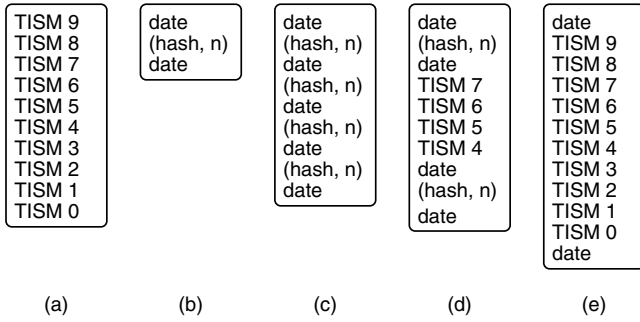 TISM 9
TISM 8
TISM 7
TISM 6
TISM 5
TISM 4
TISM 3
TISM 2
TISM 1
TISM 0
(a)
date
(hash, n)
date
(b)
date
(hash, n)
date
(hash, n)
date
(hash, n)
date
(hash, n)
date
(c)
date
(hash, n)
date
TISM 7
TISM 6
TISM 5
TISM 4
date
(hash, n)
date
(d)
date
TISM 9
TISM 8
TISM 7
TISM 6
TISM 5
TISM 4
TISM 3
TISM 2
TISM 1
TISM 0
date
(e)